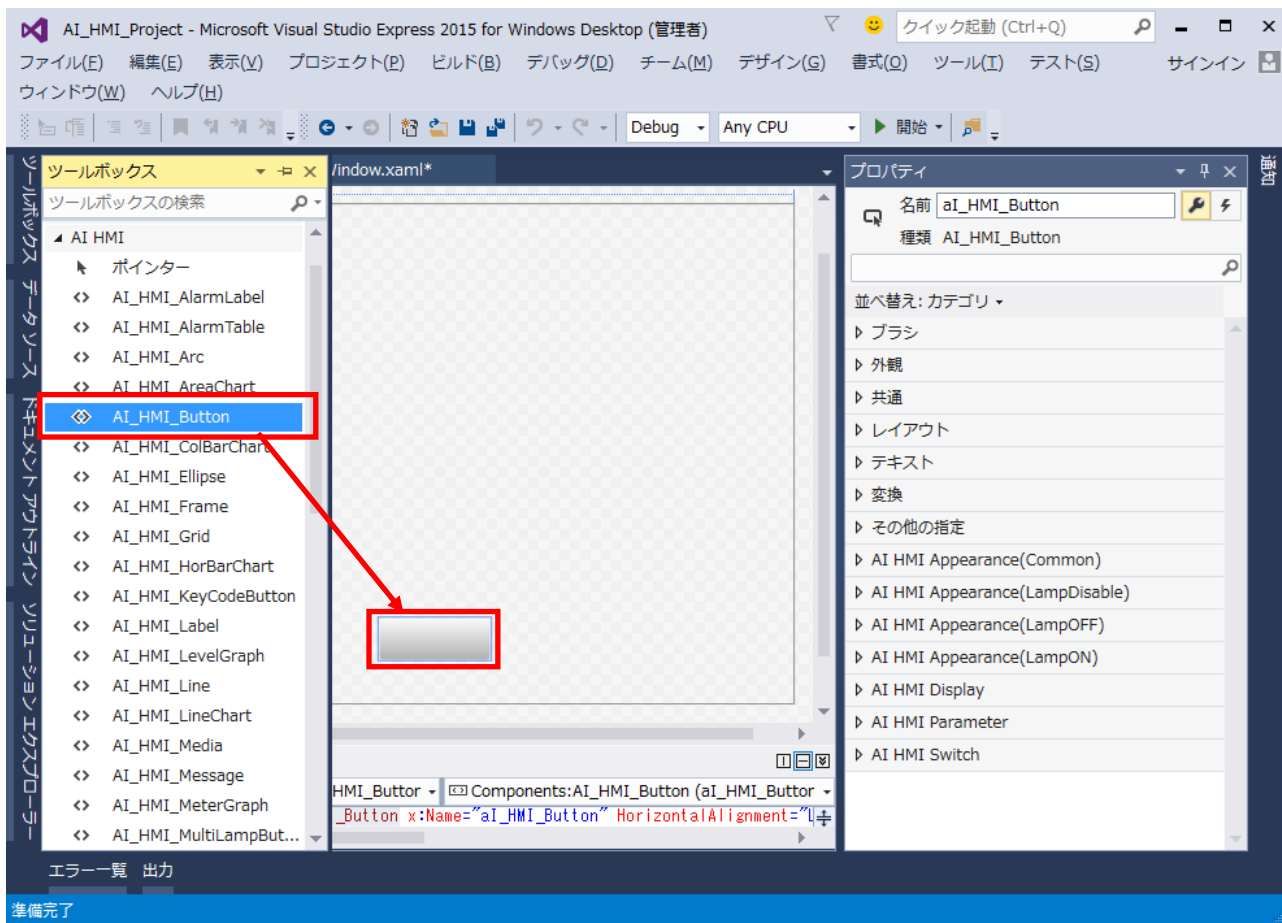 AI_HMI_Project - Microsoft Visual Studio Express 2015 for Windows Desktop (管理者)
クイック起動 (Ctrl+Q)
ファイル(F) 編集(E) 表示(V) プロジェクト(P) ビルド(B) デバッグ(D) チーム(M) デザイン(G) 書式(O) ツール(T) テスト(S) サインイン
ウィンドウ(W) ヘルプ(H)
Debug Any CPU 開始
ツールボックス
データ ソース
ドキュメント アウトライン
ソリューション エクスプローラー
ツールボックス
ツールボックスの検索
AI HMI
ポインター
AI_HMI_AlarmLabel
AI_HMI_AlarmTable
AI_HMI_Arc
AI_HMI_AreaChart
AI_HMI_Button
AI_HMI_ColBarChart
AI_HMI_Ellipse
AI_HMI_Frame
AI_HMI_Grid
AI_HMI_HorBarChart
AI_HMI_KeyCodeButton
AI_HMI_Label
AI_HMI_LevelGraph
AI_HMI_Line
AI_HMI_LineChart
AI_HMI_Media
AI_HMI_Message
AI_HMI_MeterGraph
AI_HMI_MultiLampBut...
indow.xaml*
HMI_Buttor Components:AI_HMI_Button (aI_HMI_Buttor
_Button x:Name="aI_HMI_Button" HorizontalAlignment="L
プロパティ
名前 aI_HMI_Button
種類 AI_HMI_Button
並べ替え: カテゴリ
ブラシ
外観
共通
レイアウト
テキスト
変換
その他の指定
AI HMI Appearance(Common)
AI HMI Appearance(LampDisable)
AI HMI Appearance(LampOFF)
AI HMI Appearance(LampON)
AI HMI Display
AI HMI Parameter
AI HMI Switch
通知
エラー一覧 出力
準備完了